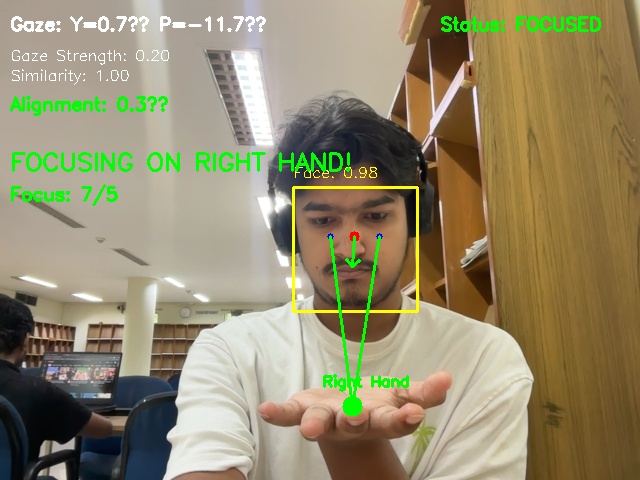 Gaze: Y=0.7?? P=-11.7??
Status: FOCUSED
Gaze Strength: 0.20
Similarity: 1.00
Alignment: 0.3??
FOCUSING ON RIGHT HAND!
Face: 0.98
Focus: 7/5
Right Hand